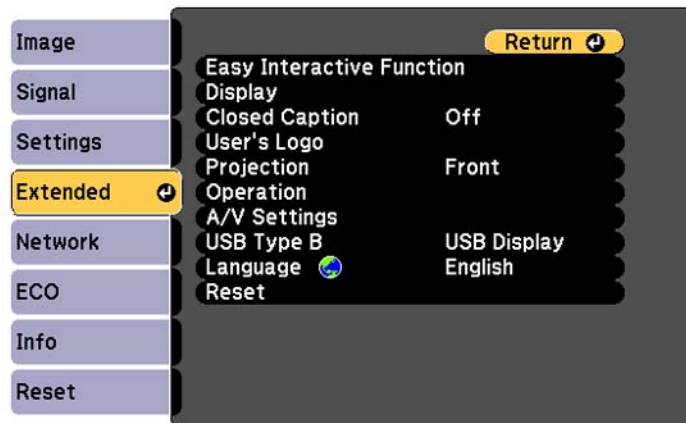 Image
Signal
Settings
Extended
Network
ECO
Info
Reset
Return
Easy Interactive Function
Display
Closed Caption Off
User's Logo
Projection Front
Operation
A/V Settings
USB Type B USB Display
Language English
Reset